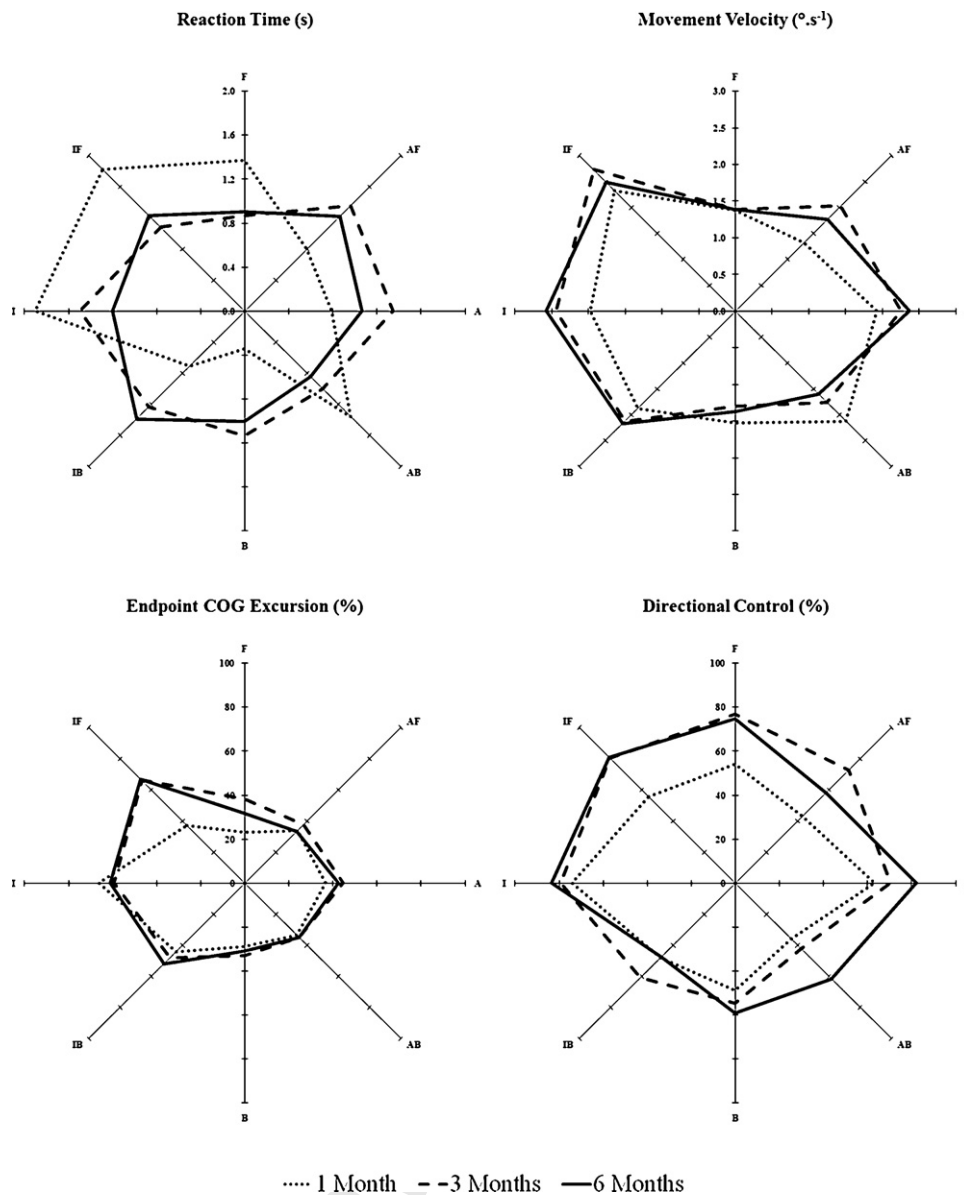 Reaction Time (s)
F
2.0
IF
1.6
AF
1.2
0.8
0.4
I
0.0
A
IB
AB
B
Movement Velocity (°.s-1)
F
3.0
IF
2.5
AF
2.0
1.5
1.0
0.5
I
0.0
A
IB
AB
B
Endpoint COG Excursion (%)
F
100
IF
80
AF
60
40
20
I
0
A
IB
AB
B
Directional Control (%)
F
100
IF
80
AF
60
40
20
I
0
A
IB
AB
B
1 Month 3 Months 6 Months